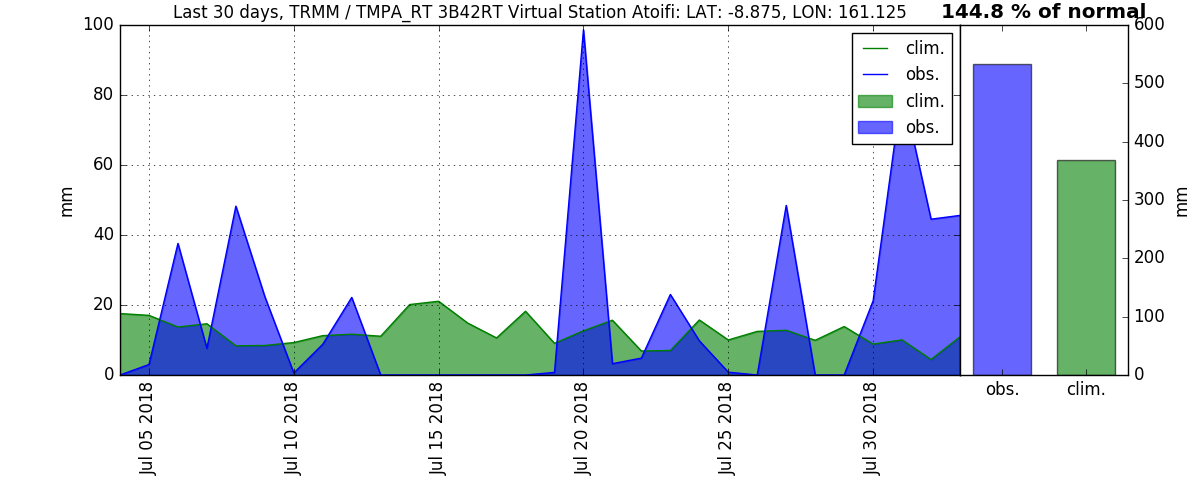 Last 30 days, TRMM / TMPA_RT 3B42RT Virtual Station Atoifi: LAT: -8.875, LON: 161.125
144.8 % of normal
100
80
60
40
20
0
mm
clim.
obs.
clim.
obs.
Jul 05 2018
Jul 10 2018
Jul 15 2018
Jul 20 2018
Jul 25 2018
Jul 30 2018
600
500
400
300
200
100
0
mm
obs.
clim.